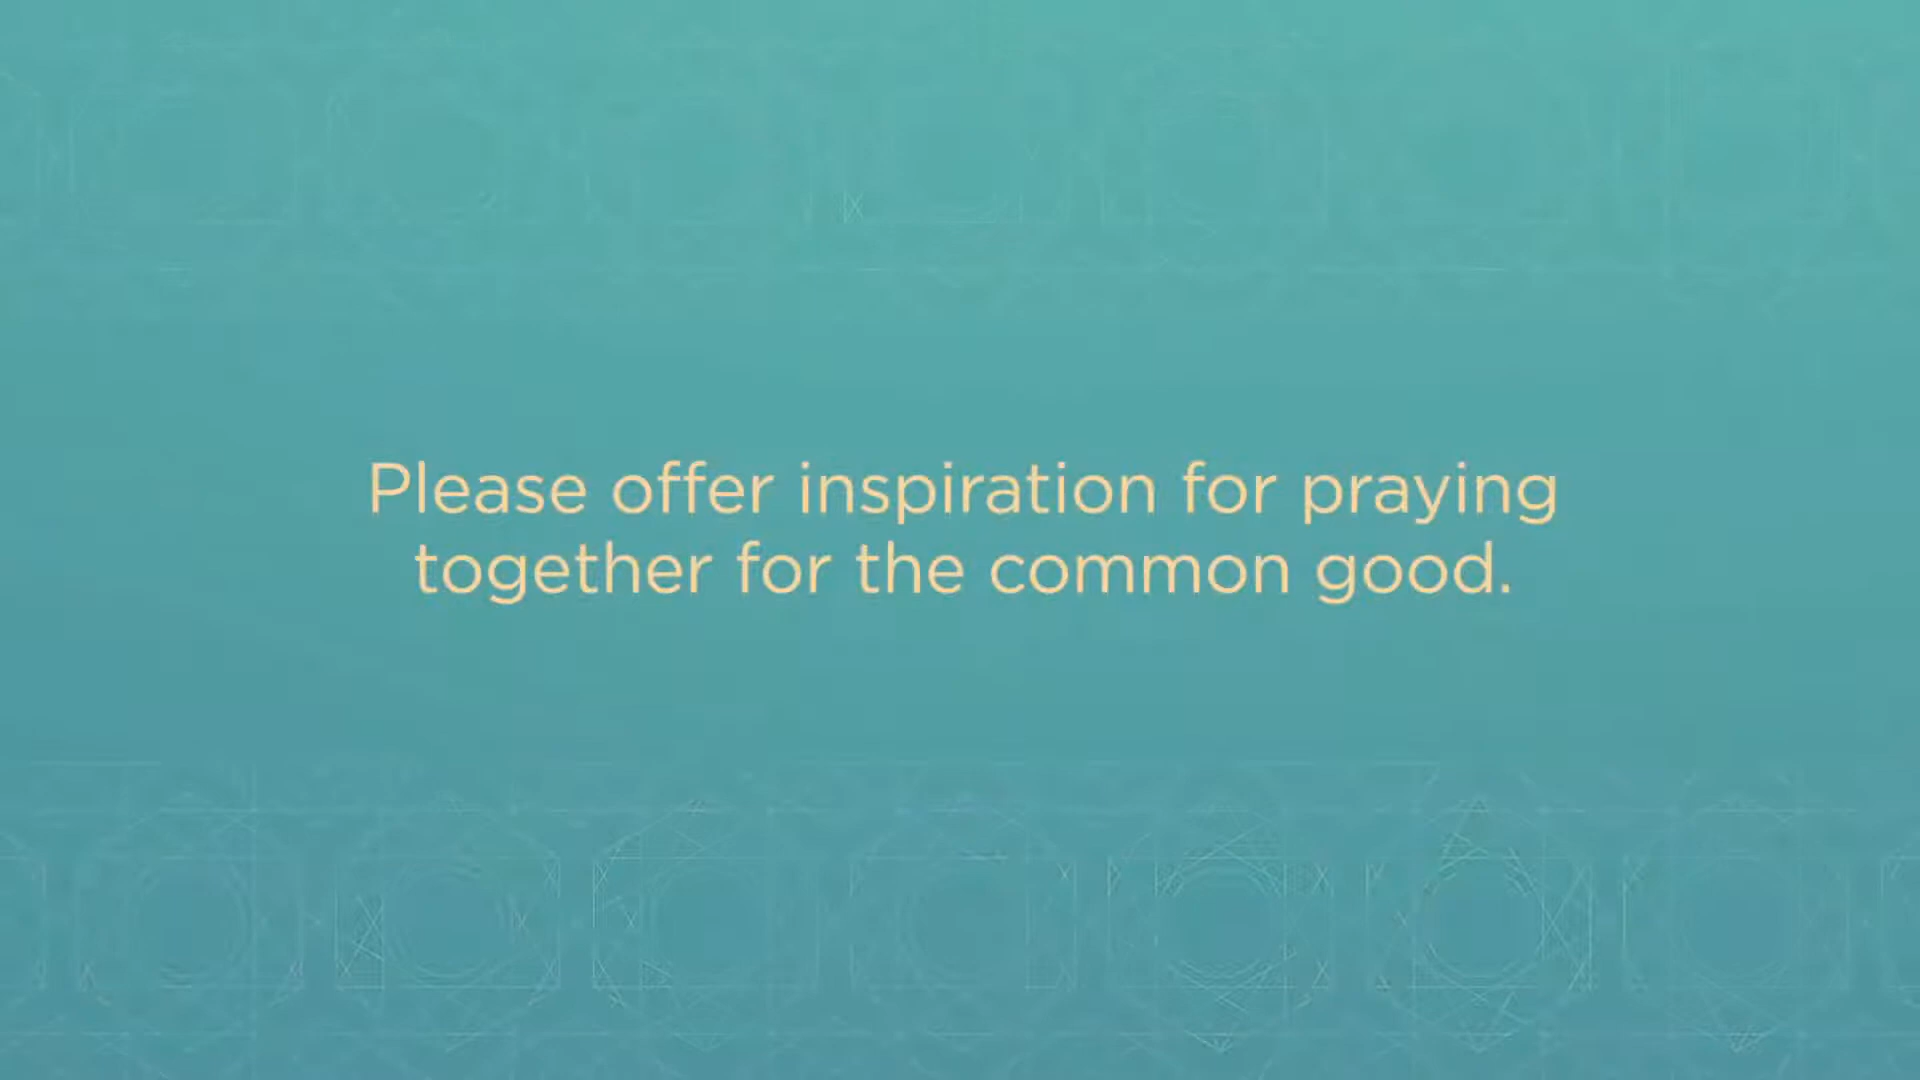 Please offer inspiration for praying
together for the common good.